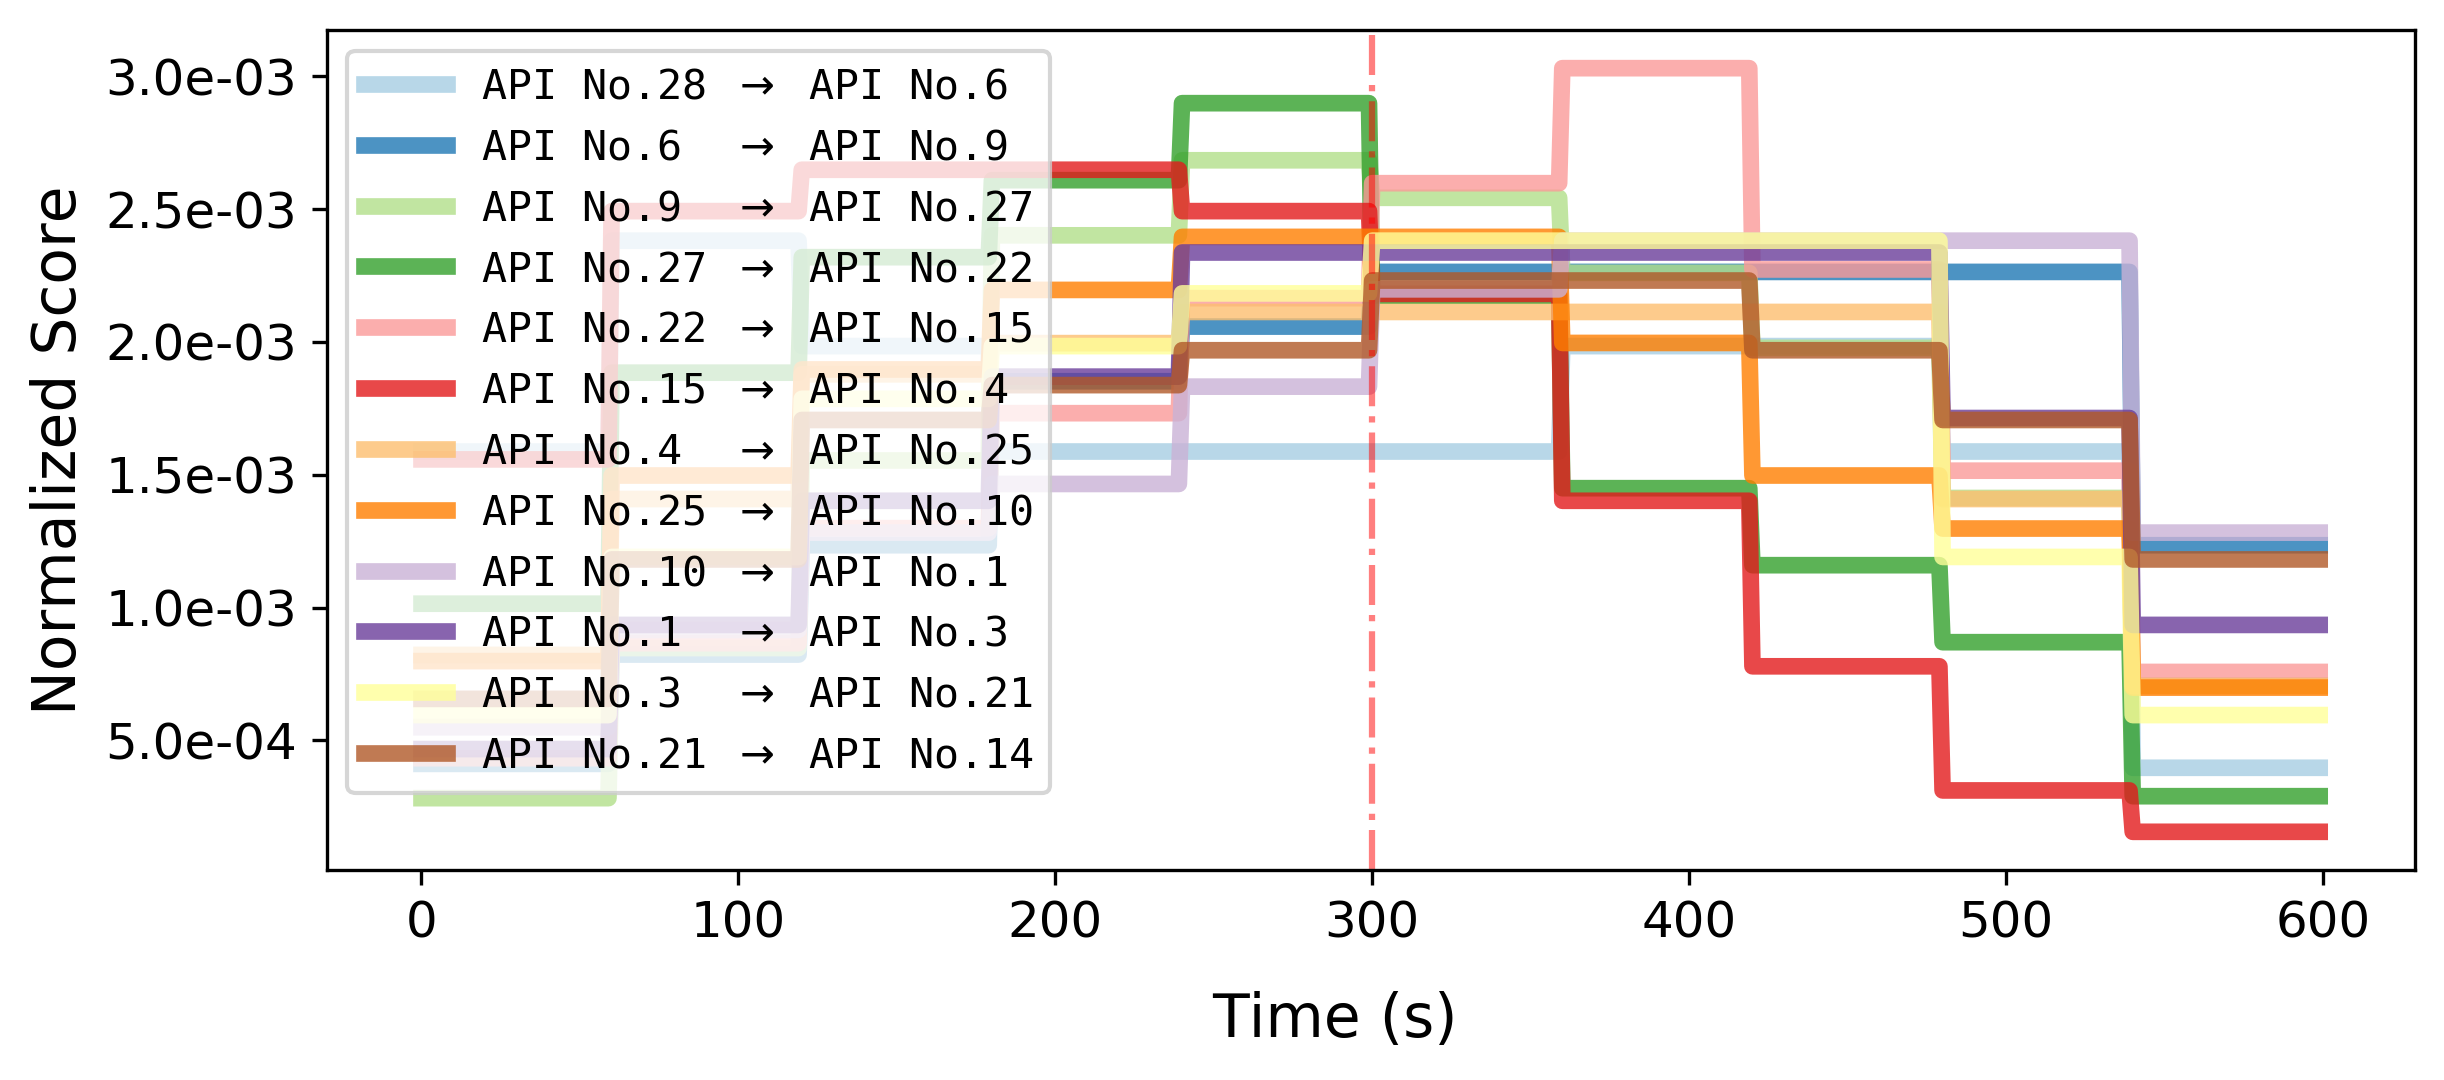 Normalized Score
3.0e-03
2.5e-03
2.0e-03
1.5e-03
1.0e-03
5.0e-04
API No.28 → API No.6
API No.6 → API No.9
API No.9 → API No.27
API No.27 → API No.22
API No.22 → API No.15
API No.15 → API No.4
API No.4 → API No.25
API No.25 → API No.10
API No.10 → API No.1
API No.1 → API No.3
API No.3 → API No.21
API No.21 → API No.14
0 100 200 300 400 500 600
Time (s)